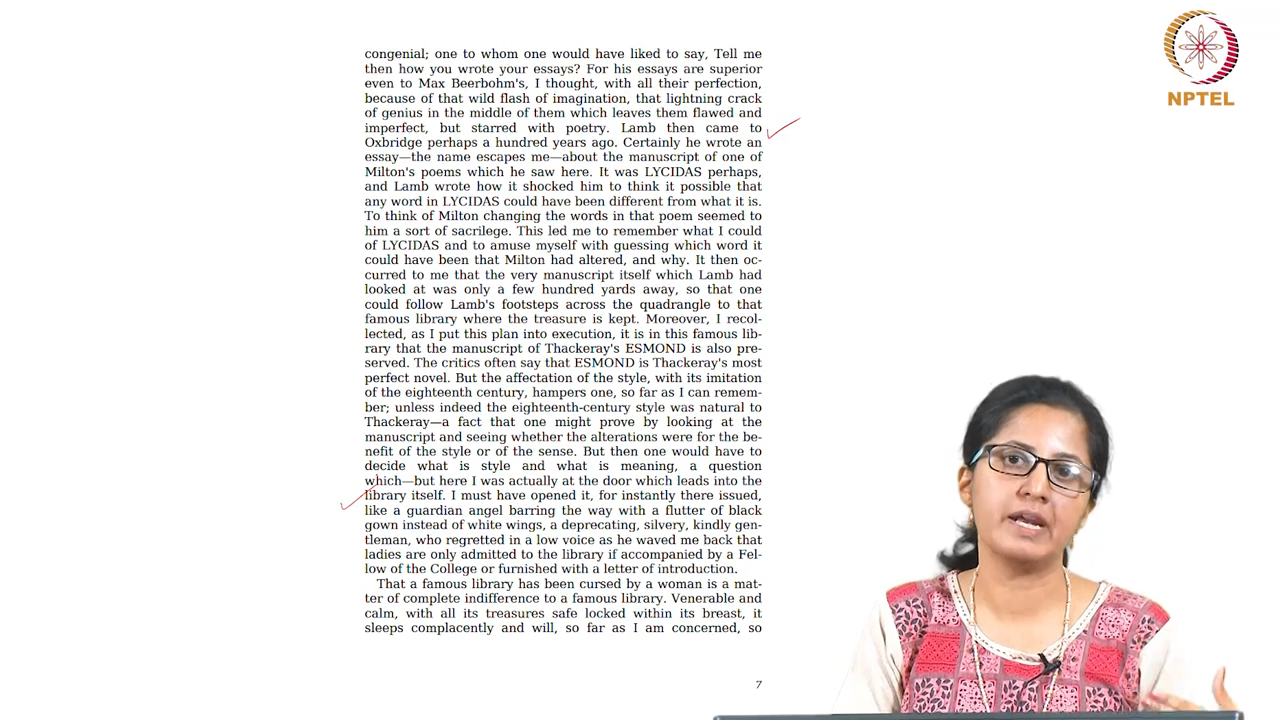 congenial; one to whom one would have liked to say, Tell me
then how you wrote your essays? For his essays are superior
even to Max Beerbohm's, I thought, with all their perfection,
because of that wild flash of imagination, that lightning crack
of genius in the middle of them which leaves them flawed and
imperfect, but starred with poetry. Lamb then came to
Oxbridge perhaps a hundred years ago. Certainly he wrote an
essay—the name escapes me—about the manuscript of one of
Milton's poems which he saw here. It was LYCIDAS perhaps,
and Lamb wrote how it shocked him to think it possible that
any word in LYCIDAS could have been different from what it is.
To think of Milton changing the words in that poem seemed to
him a sort of sacrilege. This led me to remember what I could
of LYCIDAS and to amuse myself with guessing which word it
could have been that Milton had altered, and why. It then oc-
curred to me that the very manuscript itself which Lamb had
looked at was only a few hundred yards away, so that one
could follow Lamb's footsteps across the quadrangle to that
famous library where the treasure is kept. Moreover, I recol-
lected, as I put this plan into execution, it is in this famous lib-
rary that the manuscript of Thackeray's ESMOND is also pre-
served. The critics often say that ESMOND is Thackeray's most
perfect novel. But the affectation of the style, with its imitation
of the eighteenth century, hampers one, so far as I can remem-
ber; unless indeed the eighteenth-century style was natural to
Thackeray—a fact that one might prove by looking at the
manuscript and seeing whether the alterations were for the be-
nefit of the style or of the sense. But then one would have to
decide what is style and what is meaning, a question
which—but here I was actually at the door which leads into the
library itself. I must have opened it, for instantly there issued,
like a guardian angel barring the way with a flutter of black
gown instead of white wings, a deprecating, silvery, kindly gen-
tleman, who regretted in a low voice as he waved me back that
ladies are only admitted to the library if accompanied by a Fel-
low of the College or furnished with a letter of introduction.
That a famous library has been cursed by a woman is a mat-
ter of complete indifference to a famous library. Venerable and
calm, with all its treasures safe locked within its breast, it
sleeps complacently and will, so far as I am concerned, so
7
NPTEL